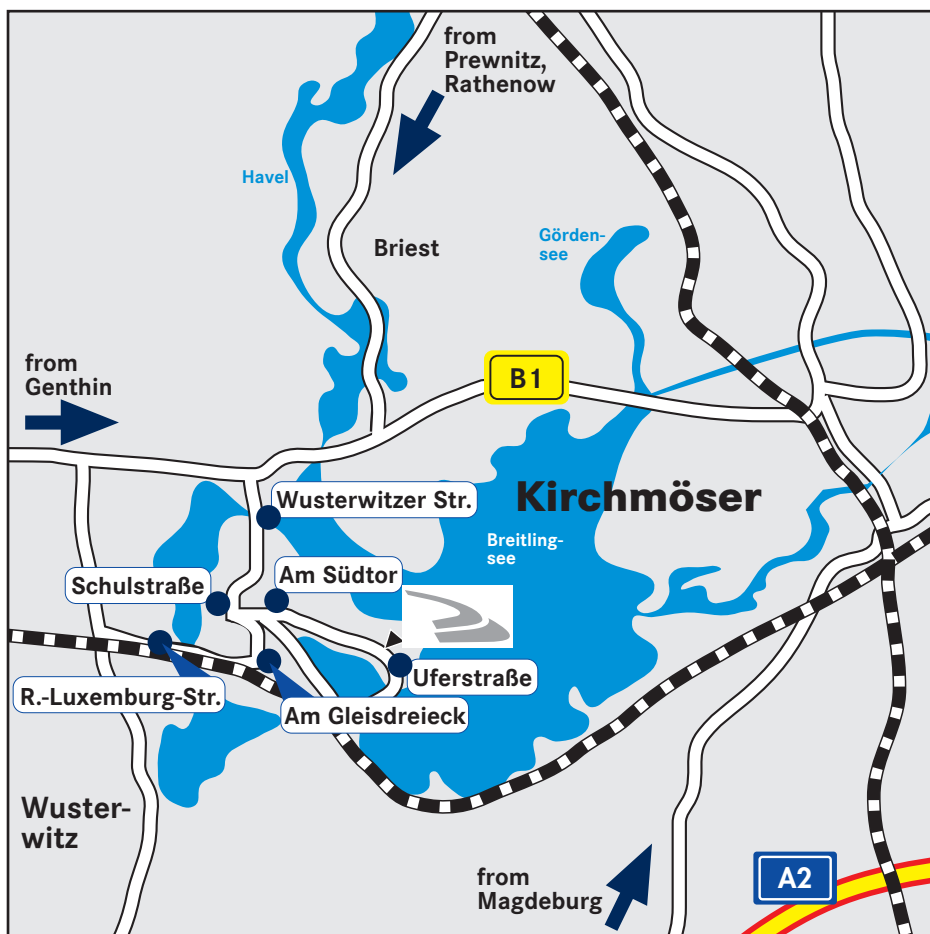 from
Prewnitz,
Rathenow
Havel
Briest
Görden-
see
from
Genthin
B1
Wusterwitzer Str.
Kirchmöser
Breitling-
see
Am Südtor
Schulstraße
Uferstraße
R.-Luxemburg-Str.
Am Gleisdreieck
Wuster-
witz
from
Magdeburg
A2